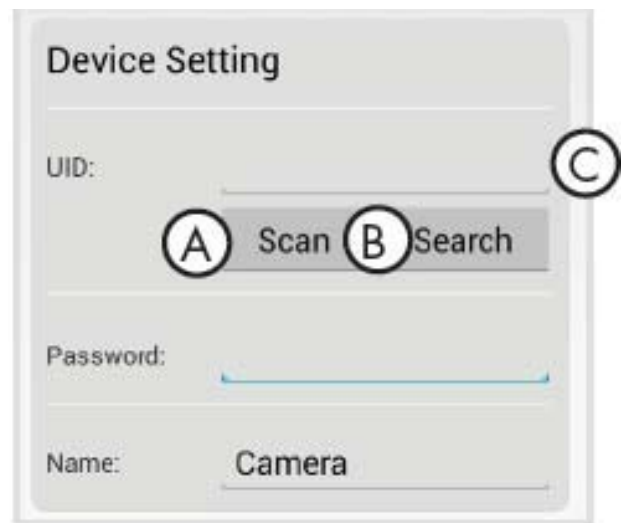 Device Setting
UID:
C
A Scan B Search
Password:
Name: Camera